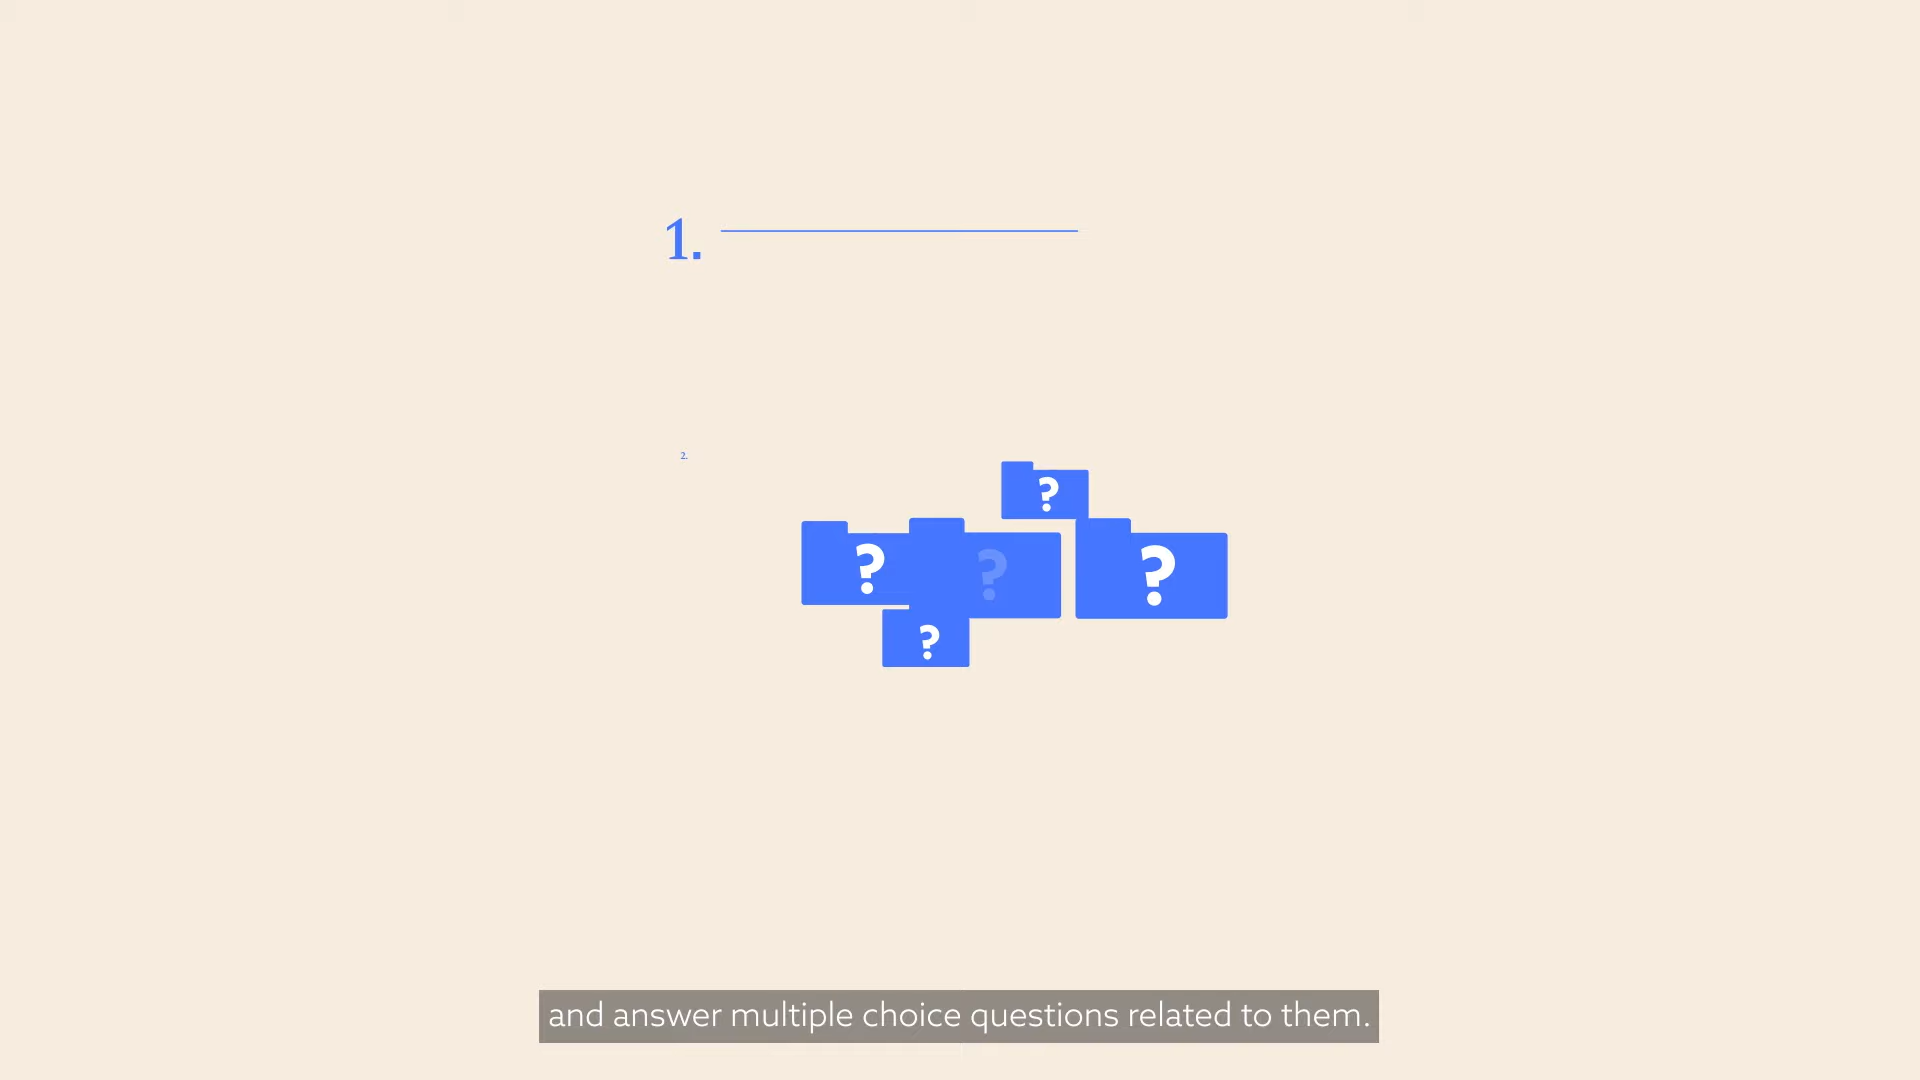 1.
2.
?
? ? ?
?
and answer multiple choice questions related to them.